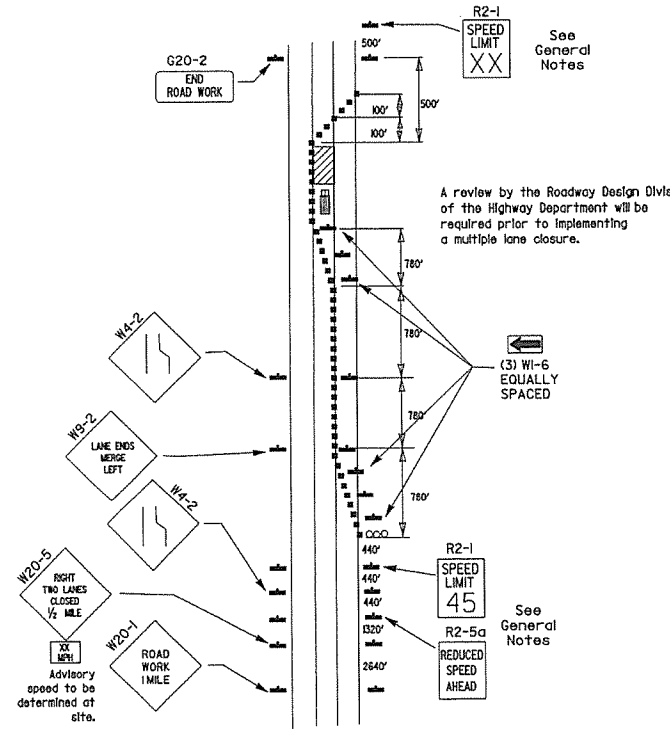 R2-1
SPEED
LIMIT
XX
See
General
Notes
500'
G20-2
END
ROAD WORK
100'
500'
100'
A review by the Roadway Design Divis
of the Highway Department will be
required prior to implementing
a multiple lane closure.
780'
780'
W4-2
(3) W1-6
EQUALLY
SPACED
780'
W9-2
LANE ENDS
MERGE
LEFT
780'
W4-2
440'
R2-1
SPEED
LIMIT
45
440'
440'
See
General
Notes
W20-5
RIGHT
TWO LANES
CLOSED
1/2 MILE
XX
MPH
Advisory
speed to be
determined at
site.
1320'
R2-5a
REDUCED
SPEED
AHEAD
W20-1
ROAD
WORK
1 MILE
2640'